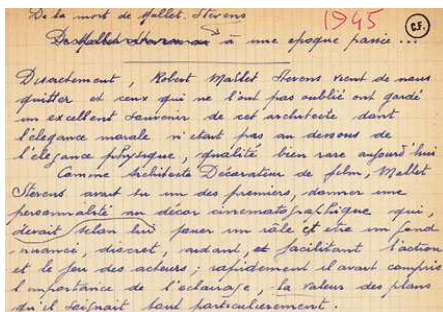 De la mort de Mallet. Stevens
1945
C.F.
De Mallet Stevens à une époque passée ...
Discrètement, Robert Mallet Stevens vient de nous
quitter et ceux qui ne l'ont pas oublié ont gardé
un excellent souvenir de cet architecte dont
l'élégance morale n'était pas au dessous de
l'élégance physique, qualité bien rare aujourd'hui
Comme Architecte Décorateur de film, Mallet
Stevens avait su un des premiers, donner une
personnalité au décor cinématographique qui,
devait selon lui jouer un rôle et être un fond
nuancé, discret, aidant, et facilitant l'action
et le jeu des acteurs ; rapidement il avait compris
l'importance de l'éclairage, la valeur des plans
qu'il soignait tout particulièrement.